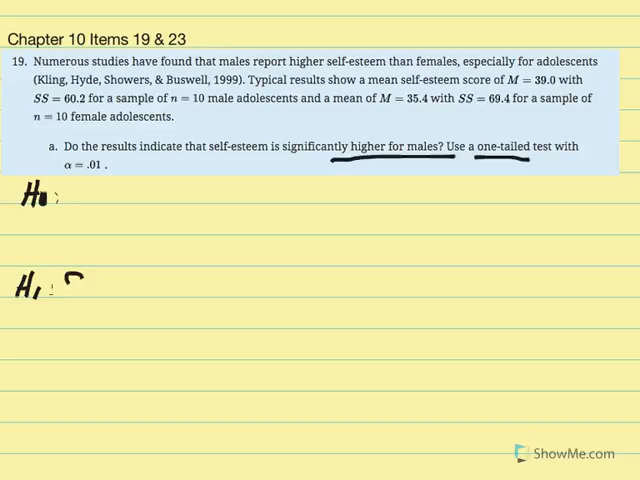 Chapter 10 Items 19 & 23
19. Numerous studies have found that males report higher self-esteem than females, especially for adolescents
(Kling, Hyde, Showers, & Buswell, 1999). Typical results show a mean self-esteem score of M = 39.0 with
SS = 60.2 for a sample of n = 10 male adolescents and a mean of M = 35.4 with SS = 69.4 for a sample of
n = 10 female adolescents.
a. Do the results indicate that self-esteem is significantly higher for males? Use a one-tailed test with
α = .01 .
H0 :
H1 :
ShowMe.com